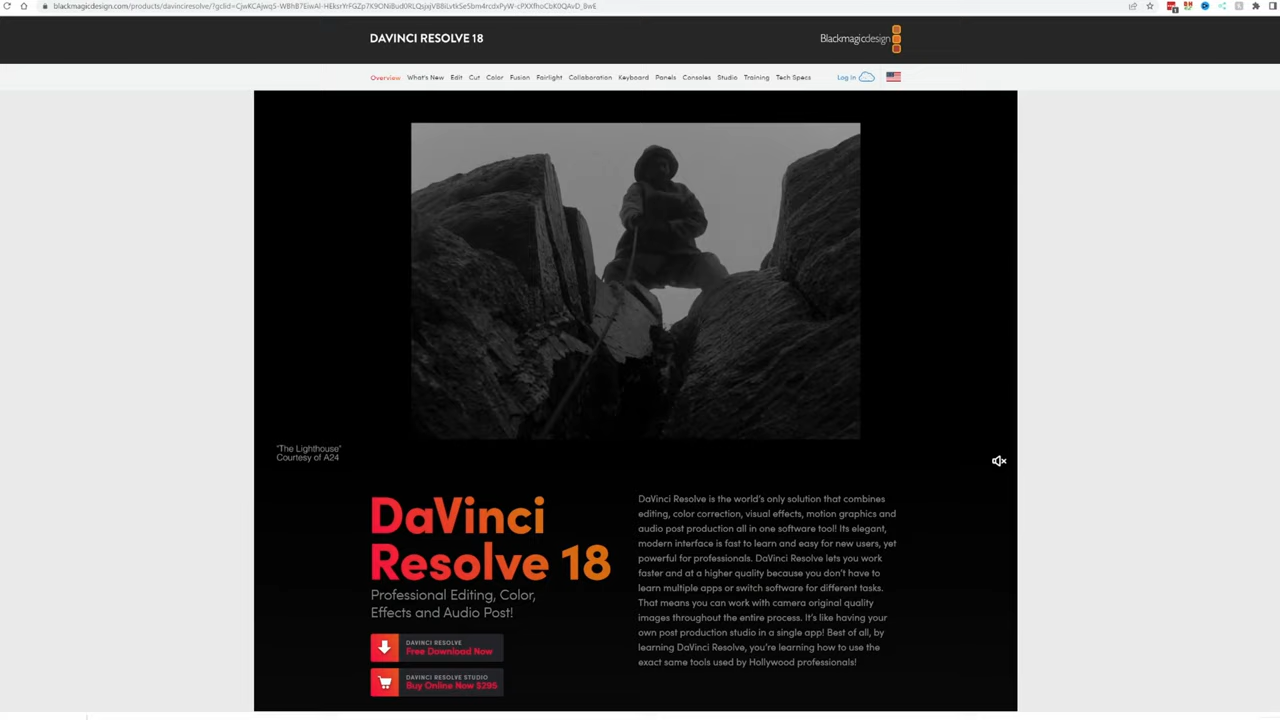 blackmagicdesign.com/products/davinciresolve/
DAVINCI RESOLVE 18
Blackmagicdesign
Overview What's New Edit Cut Color Fusion Fairlight Collaboration Keyboard Panels Consoles Studio Training Tech Specs Log in
"The Lighthouse"
Courtesy of A24
DaVinci
Resolve 18
Professional Editing, Color,
Effects and Audio Post!
DAVINCI RESOLVE
Free Download Now
DAVINCI RESOLVE STUDIO
Buy Online Now $295
DaVinci Resolve is the world's only solution that combines
editing, color correction, visual effects, motion graphics and
audio post production all in one software tool! Its elegant,
modern interface is fast to learn and easy for new users, yet
powerful for professionals. DaVinci Resolve lets you work
faster and at a higher quality because you don't have to
learn multiple apps or switch software for different tasks.
That means you can work with camera original quality
images throughout the entire process. It's like having your
own post production studio in a single app! Best of all, by
learning DaVinci Resolve, you're learning how to use the
exact same tools used by Hollywood professionals!